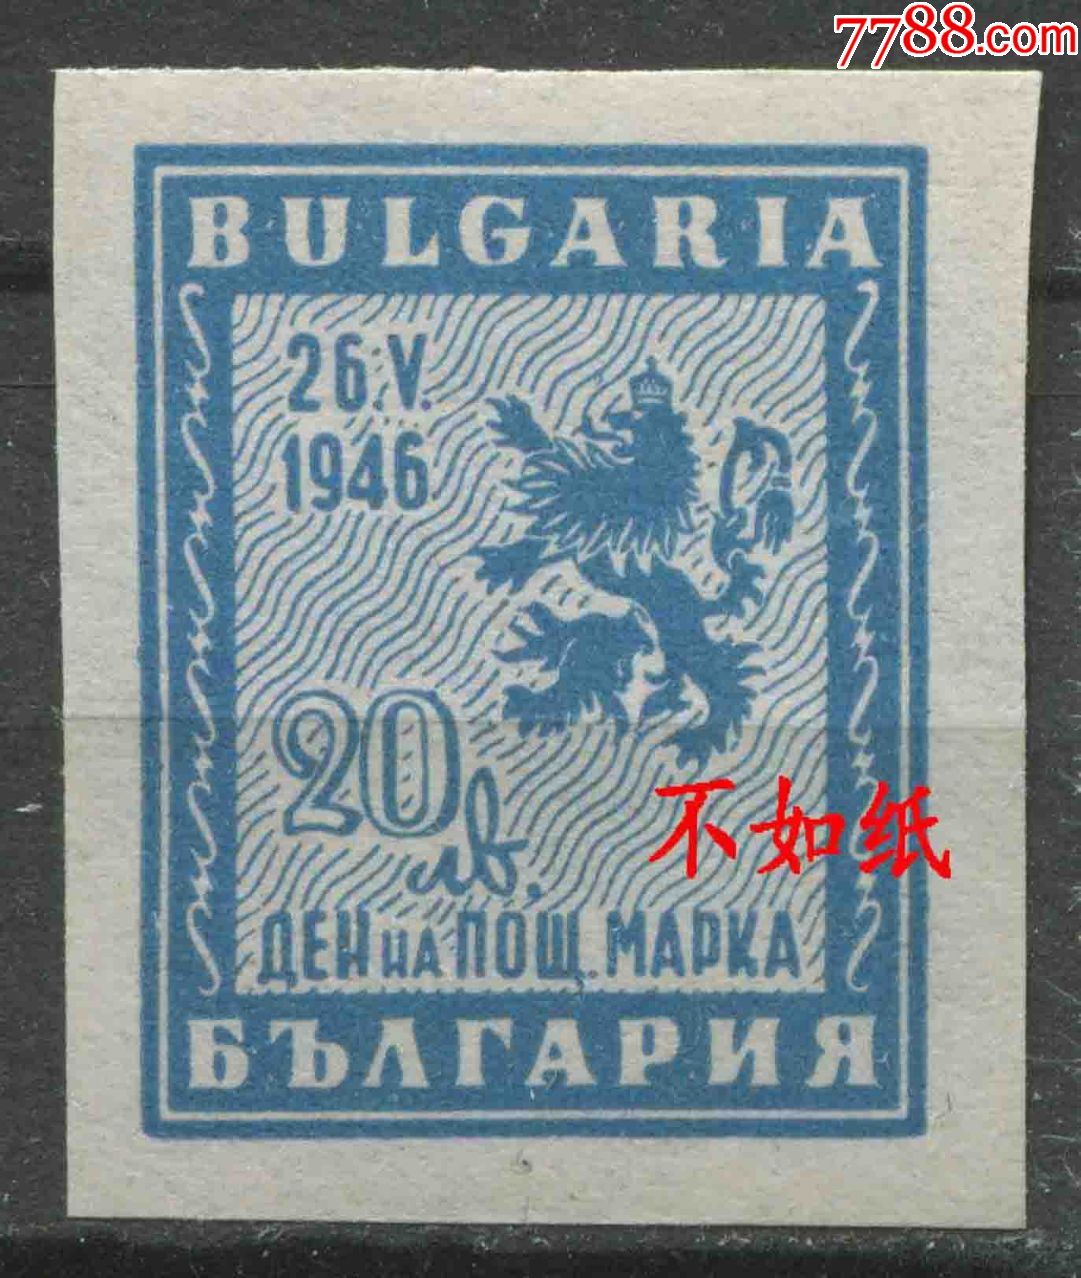 7788.com
BULGARIA
26.V.
1946
20
лв.
不如纸
ДЕН НА ПОЩ. МАРКА
БЪЛГАРИЯ